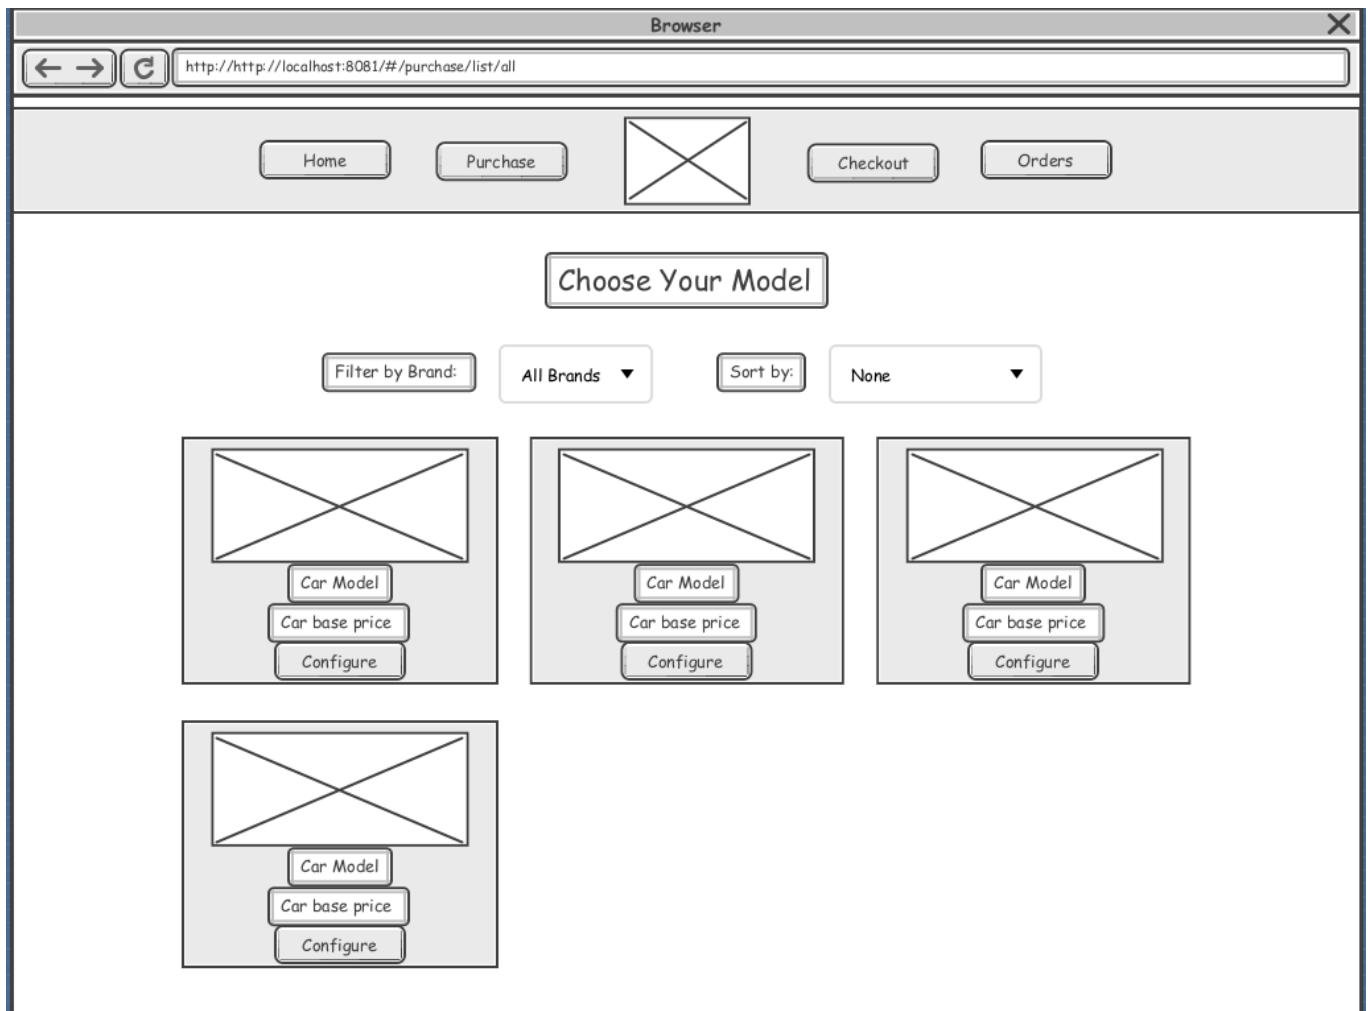 Browser
http://http://localhost:8081/#/purchase/list/all
Home Purchase Checkout Orders
Choose Your Model
Filter by Brand: All Brands Sort by: None
Car Model Car Model Car Model
Car base price Car base price Car base price
Configure Configure Configure
Car Model
Car base price
Configure